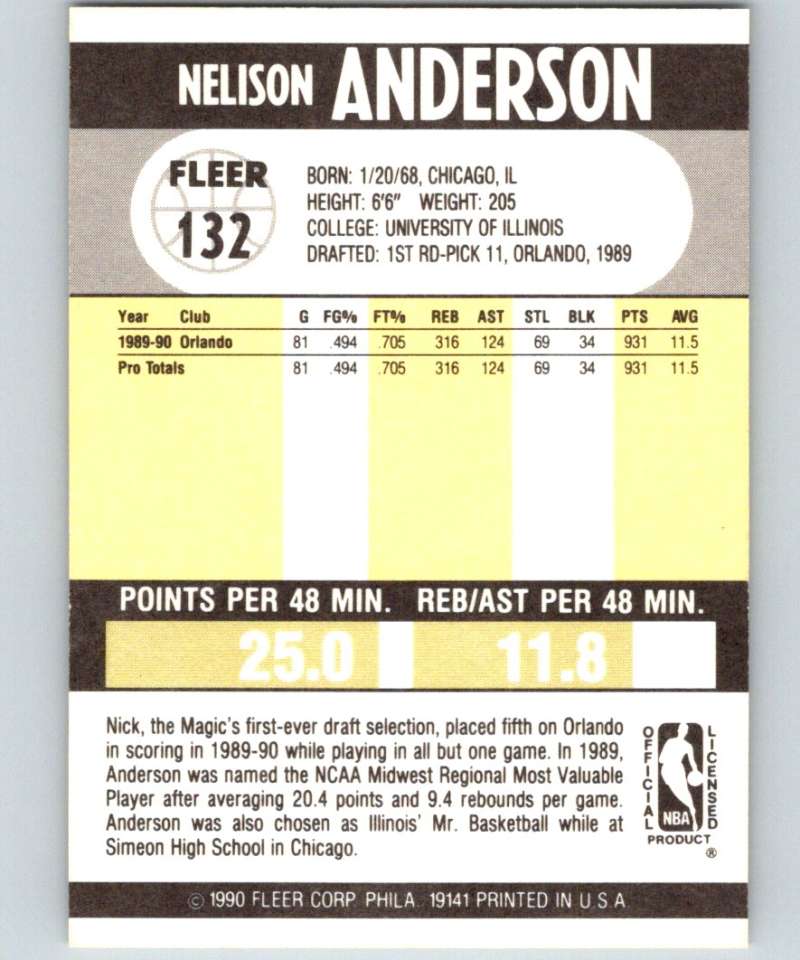 NELISON ANDERSON
FLEER
132
BORN: 1/20/68, CHICAGO, IL
HEIGHT: 6'6" WEIGHT: 205
COLLEGE: UNIVERSITY OF ILLINOIS
DRAFTED: 1ST RD-PICK 11, ORLANDO, 1989
Year Club G FG% FT% REB AST STL BLK PTS AVG
1989-90 Orlando 81 .494 .705 316 124 69 34 931 11.5
Pro Totals 81 .494 .705 316 124 69 34 931 11.5
POINTS PER 48 MIN. REB/AST PER 48 MIN.
25.0 11.8
Nick, the Magic's first-ever draft selection, placed fifth on Orlando
in scoring in 1989-90 while playing in all but one game. In 1989,
Anderson was named the NCAA Midwest Regional Most Valuable
Player after averaging 20.4 points and 9.4 rebounds per game.
Anderson was also chosen as Illinois' Mr. Basketball while at
Simeon High School in Chicago.
OFFICIAL
NBA
LICENSED
PRODUCT
®
© 1990 FLEER CORP. PHILA. 19141 PRINTED IN U.S.A